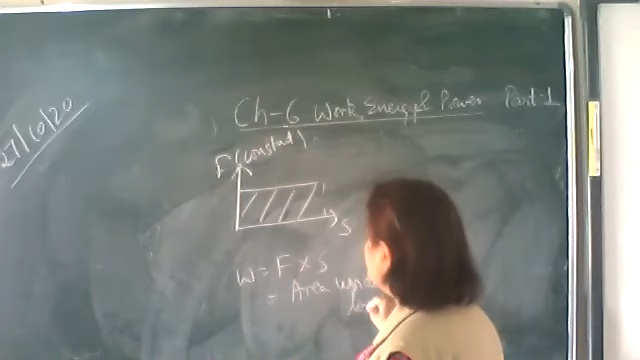 27/10/20
Ch-6 Work, Energy & Power Part-1
F (constant)
S
W = F x S
= Area